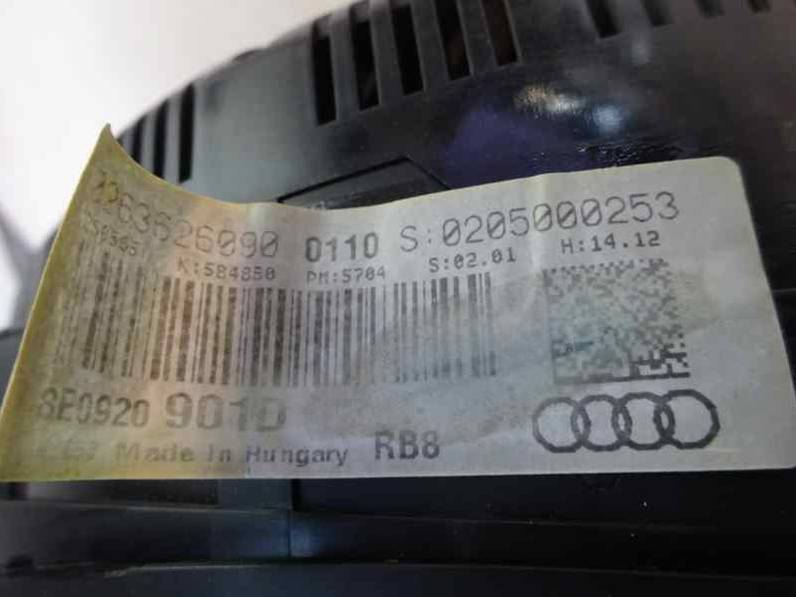 0263626090 0110 S:0205000253
K:584850 PM:5704 S:02.01 H:14.12
8E0920 901D
Made in Hungary RB8